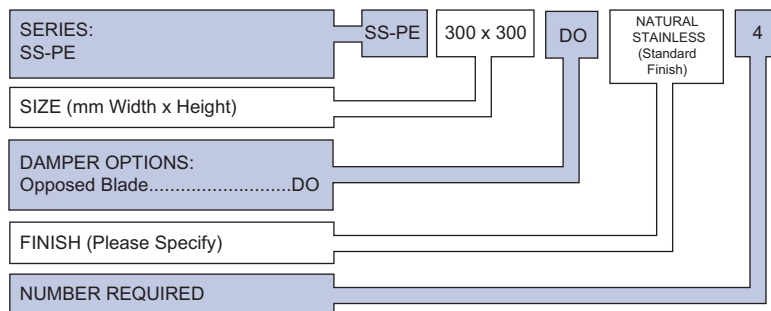 SERIES:
SS-PE
SS-PE
300 x 300
DO
NATURAL
STAINLESS
(Standard
Finish)
4
SIZE (mm Width x Height)
DAMPER OPTIONS:
Opposed Blade...........................DO
FINISH (Please Specify)
NUMBER REQUIRED